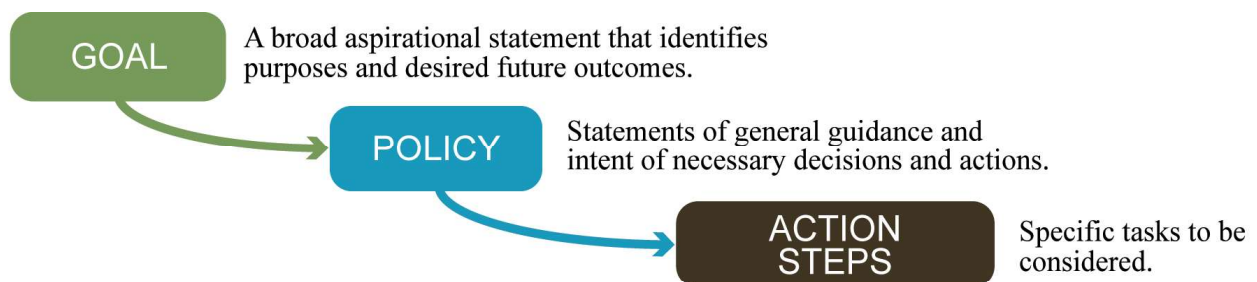 GOAL
A broad aspirational statement that identifies
purposes and desired future outcomes.
POLICY
Statements of general guidance and
intent of necessary decisions and actions.
ACTION
STEPS
Specific tasks to be
considered.